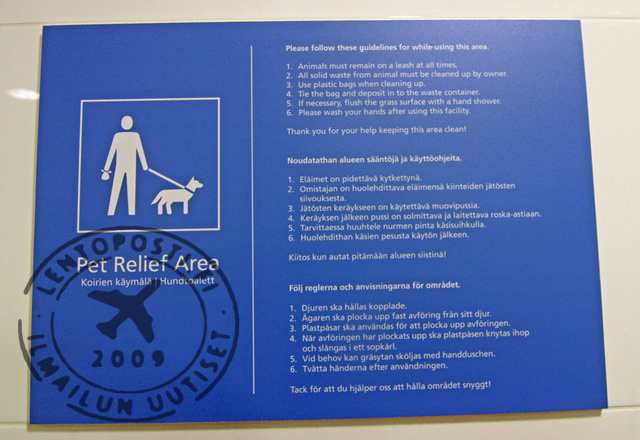 Pet Relief Area
Koirien käymälä | Hundtoalett
LENTOPOSTI.FI
2009
ILMAILUN UUTISET
Please follow these guidelines for while using this area.
1. Animals must remain on a leash at all times.
2. All solid waste from animal must be cleaned up by owner.
3. Use plastic bags when cleaning up.
4. Tie the bag and deposit in to the waste container.
5. If necessary, flush the grass surface with a hand shower.
6. Please wash your hands after using this facility.
Thank you for your help keeping this area clean!
Noudatathan alueen sääntöjä ja käyttöohjeita.
1. Eläimet on pidettävä kytkettynä.
2. Omistajan on huolehdittava eläimensä kiinteiden jätösten
siivouksesta.
3. Jätösten keräykseen on käytettävä muovipussia.
4. Keräyksen jälkeen pussi on solmittava ja laitettava roska-astiaan.
5. Tarvittaessa huuhtele nurmen pinta käsisuihkulla.
6. Huolehdithan käsien pesusta käytön jälkeen.
Kiitos kun autat pitämään alueen siistinä!
Följ reglerna och anvisningarna för området.
1. Djuren ska hållas kopplade.
2. Ägaren ska plocka upp fast avföring från sitt djur.
3. Plastpåsar ska användas för att plocka upp avföringen.
4. När avföringen har plockats upp ska plastpåsen knytas ihop
och slängas i ett sopkärl.
5. Vid behov kan gräsytan sköljas med handduschen.
6. Tvätta händerna efter användningen.
Tack för att du hjälper oss att hålla området snyggt!